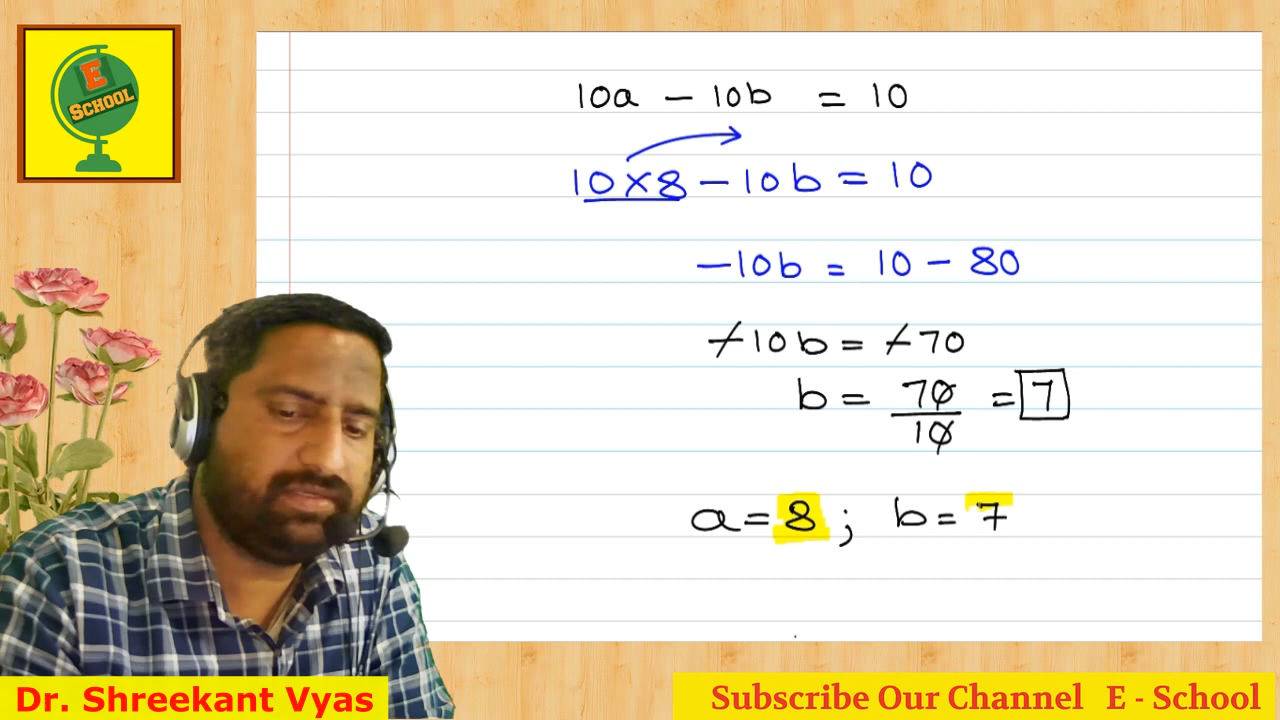 E
SCHOOL
10a - 10b = 10
10×8 - 10b = 10
-10b = 10 - 80
-10b = -70
b = 70/10 = 7
a = 8 ; b = 7
Dr. Shreekant Vyas
Subscribe Our Channel E - School